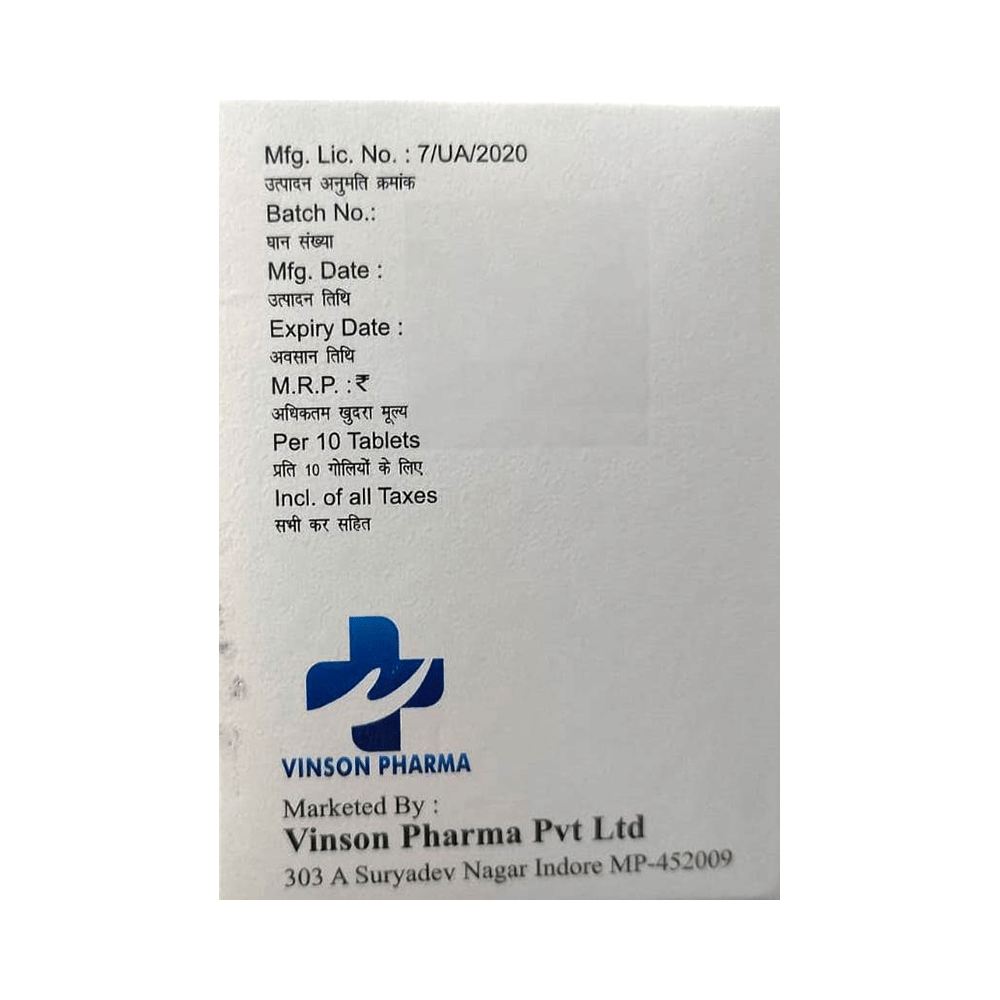 Mfg. Lic. No. : 7/UA/2020
उत्पादन अनुमति क्रमांक
Batch No.:
घान संख्या
Mfg. Date :
उत्पादन तिथि
Expiry Date :
अवसान तिथि
M.R.P. :₹
अधिकतम खुदरा मूल्य
Per 10 Tablets
प्रति 10 गोलियों के लिए
Incl. of all Taxes
सभी कर सहित
VINSON PHARMA
Marketed By :
Vinson Pharma Pvt Ltd
303 A Suryadev Nagar Indore MP-452009